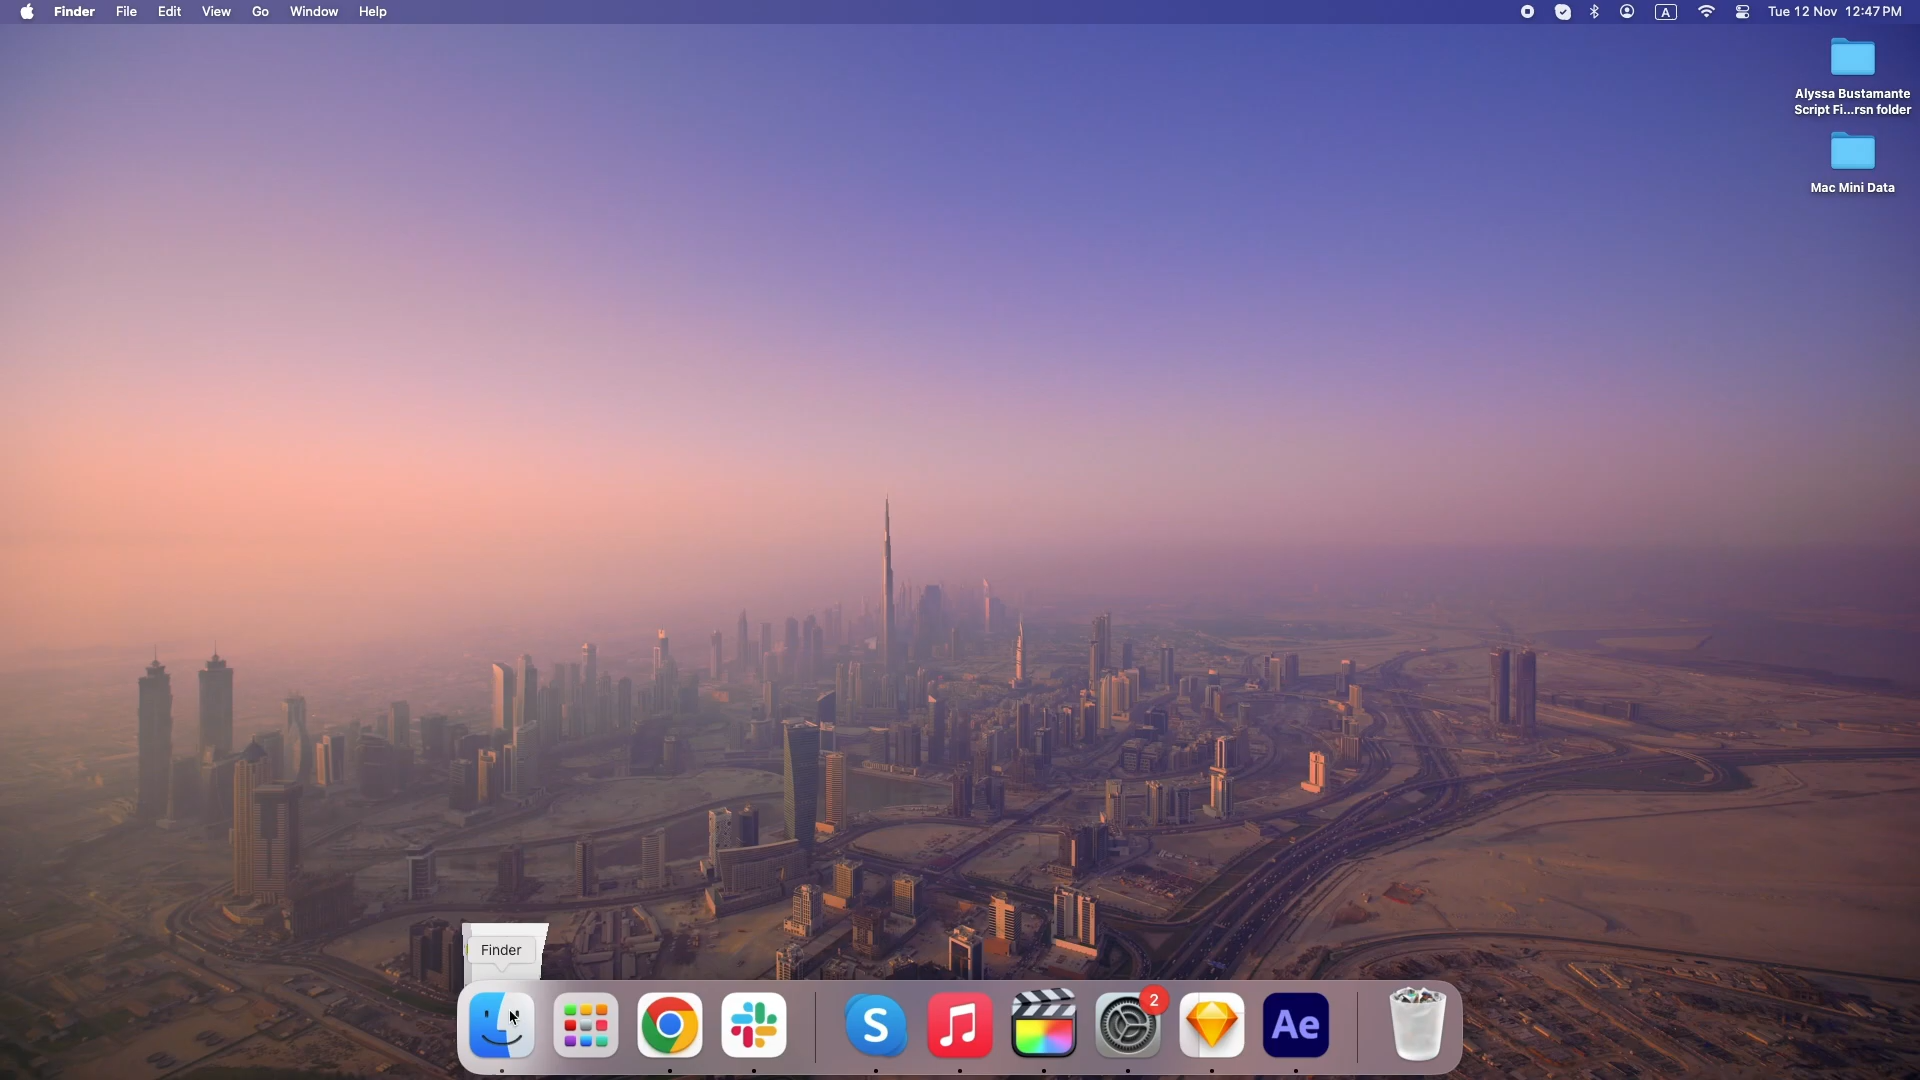 Finder File Edit View Go Window Help
A
Tue 12 Nov 12:47 PM
Alyssa Bustamante
Script Fi...rsn folder
Mac Mini Data
Finder
S
2
Ae